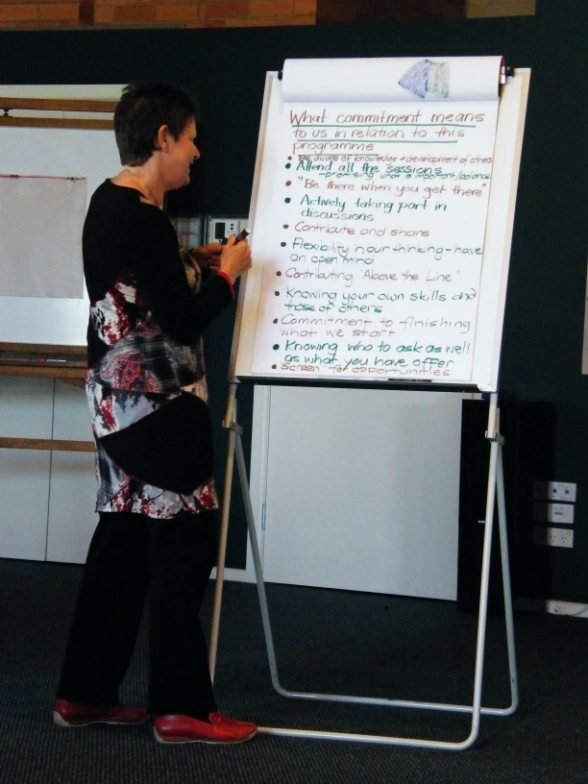 What commitment means
to us in relation to this
programme
• Be aware of knowledge + development of others
• Attend all the sessions
- prioritising what is important/balance
• "Be there when you get there"
• Actively taking part in
discussions
• Contribute and share
• Flexibility in our thinking - have
an open mind
• Contributing "Above the Line"
• Knowing your own skills and
those of others
• Commitment to finishing
what we start
• Knowing who to ask as well
as what you have offer
• Screen for opportunities